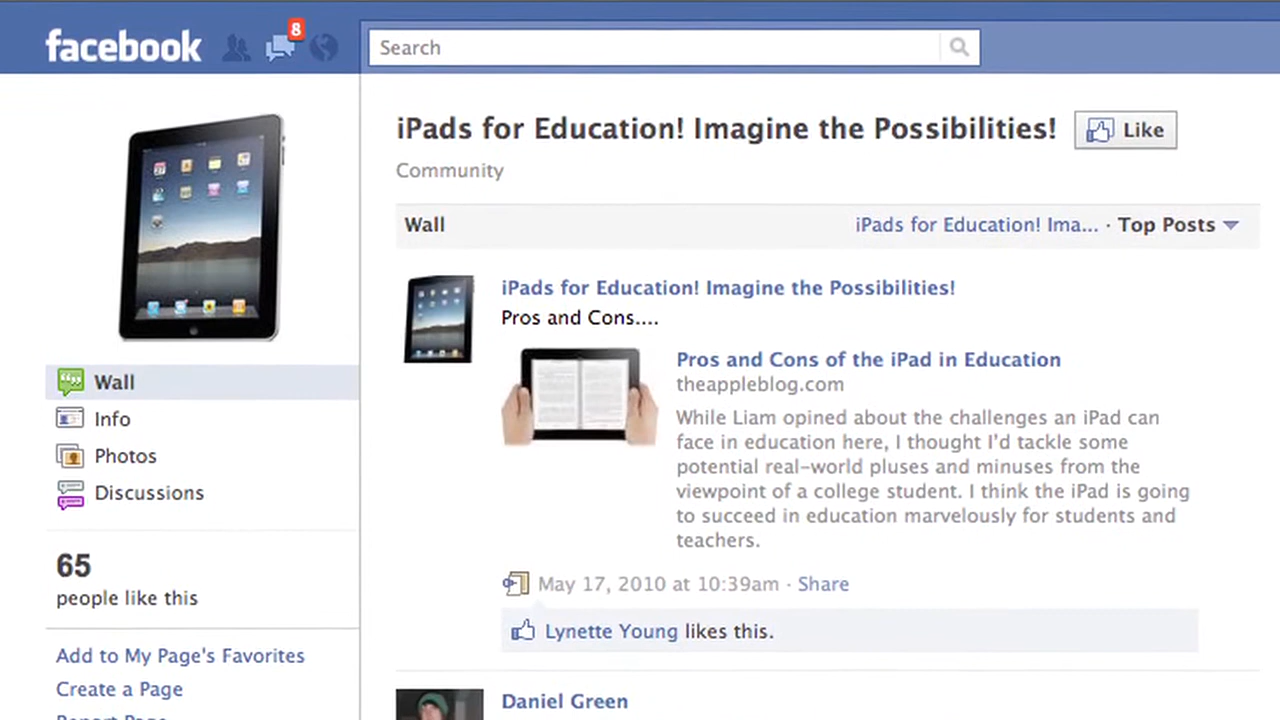 facebook
8
Search
iPads for Education! Imagine the Possibilities!
Like
Community
Wall
iPads for Education! Ima... · Top Posts
iPads for Education! Imagine the Possibilities!
Pros and Cons....
Pros and Cons of the iPad in Education
theappleblog.com
While Liam opined about the challenges an iPad can
face in education here, I thought I'd tackle some
potential real-world pluses and minuses from the
viewpoint of a college student. I think the iPad is going
to succeed in education marvelously for students and
teachers.
May 17, 2010 at 10:39am · Share
Lynette Young likes this.
Daniel Green
Wall
Info
Photos
Discussions
65
people like this
Add to My Page's Favorites
Create a Page
Report Page